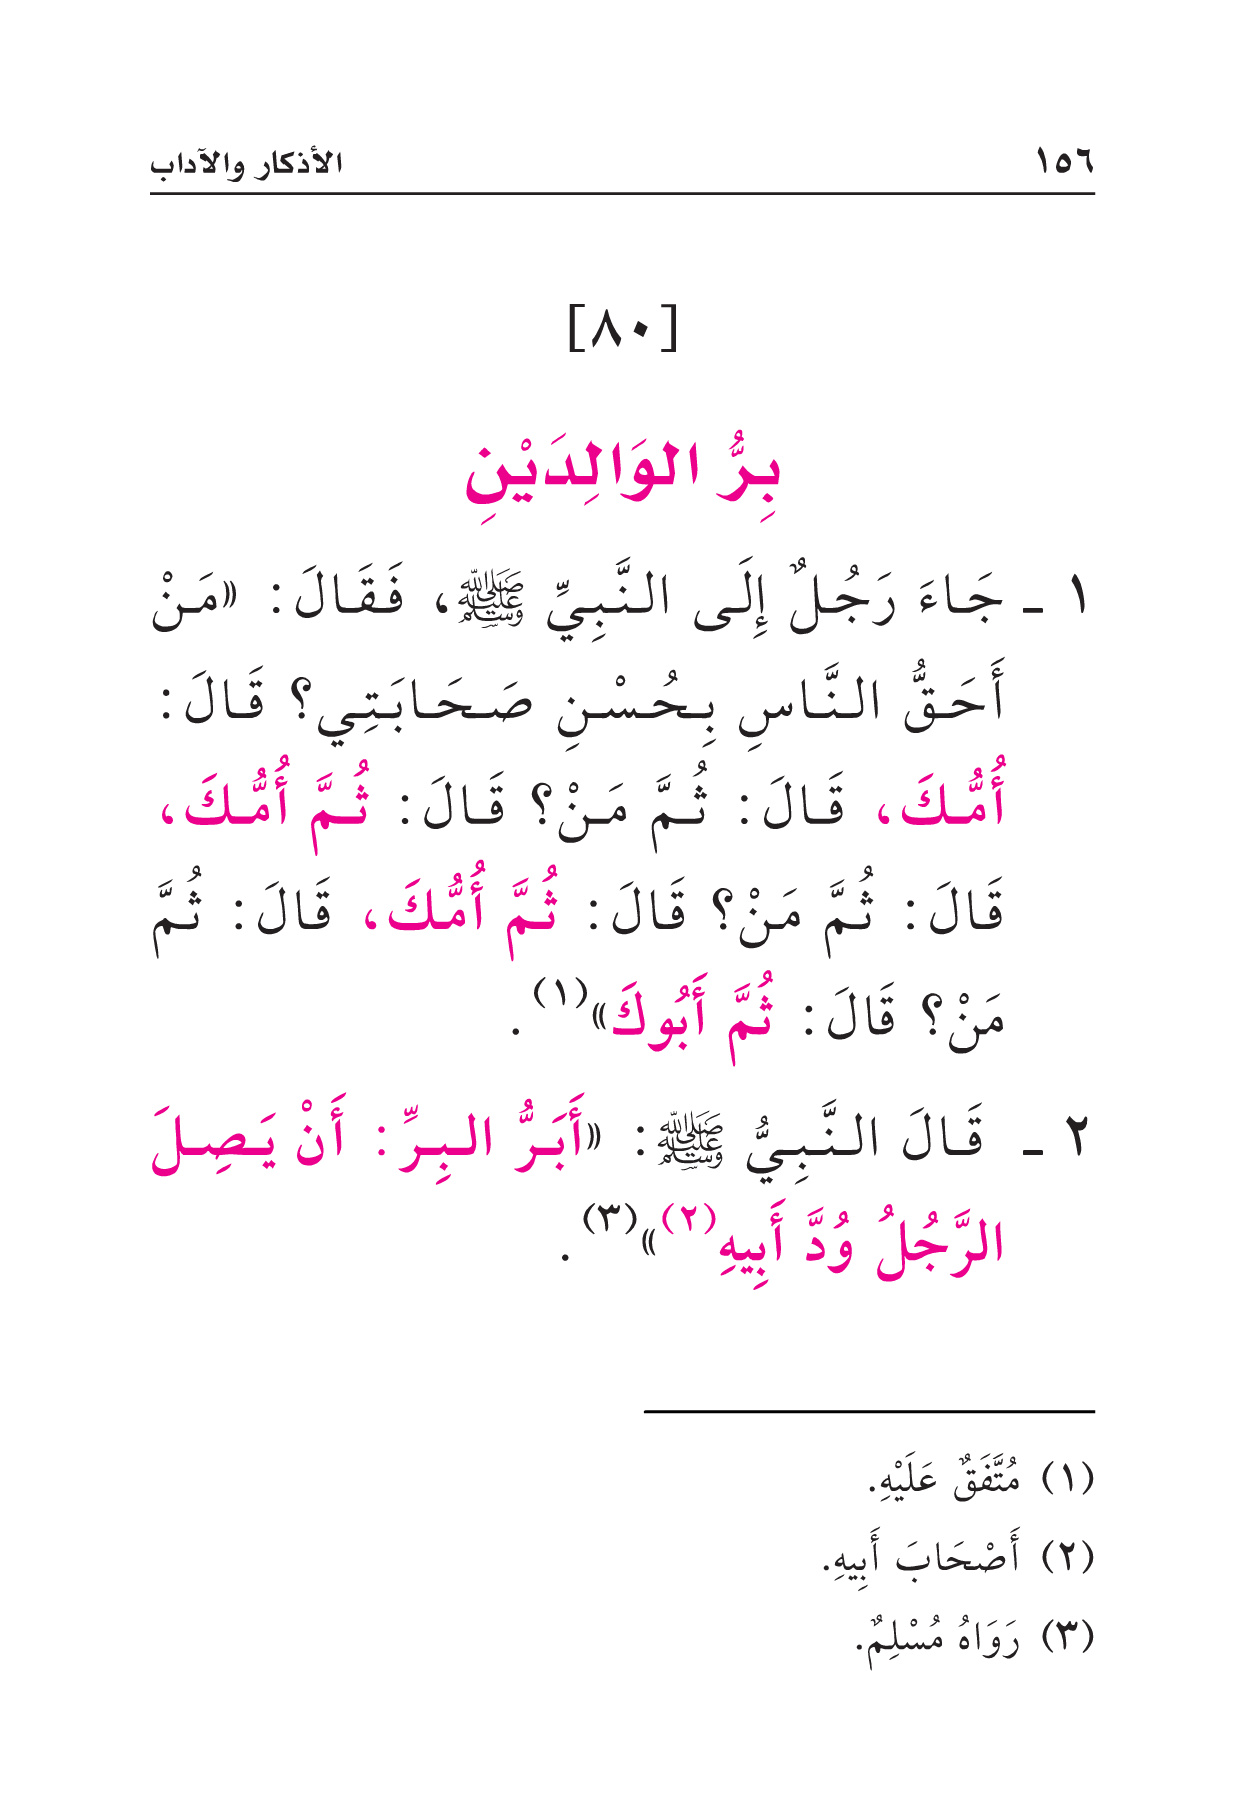 ١٥٦ الأذكار والآداب
[٨٠]
بِرُّ الوَالِدَيْنِ
١ ـ جَاءَ رَجُلٌ إِلَى النَّبِيِّ ﷺ، فَقَالَ: «مَنْ
أَحَقُّ النَّاسِ بِحُسْنِ صَحَابَتِي؟ قَالَ:
أُمُّكَ، قَالَ: ثُمَّ مَنْ؟ قَالَ: ثُمَّ أُمُّكَ،
قَالَ: ثُمَّ مَنْ؟ قَالَ: ثُمَّ أُمُّكَ، قَالَ: ثُمَّ
مَنْ؟ قَالَ: ثُمَّ أَبُوكَ»(١).
٢ ـ قَالَ النَّبِيُّ ﷺ: «أَبَرُّ البِرِّ: أَنْ يَصِلَ
الرَّجُلُ وُدَّ أَبِيهِ(٢)»(٣).
(١) مُتَّفَقٌ عَلَيْهِ.
(٢) أَصْحَابَ أَبِيهِ.
(٣) رَوَاهُ مُسْلِمٌ.